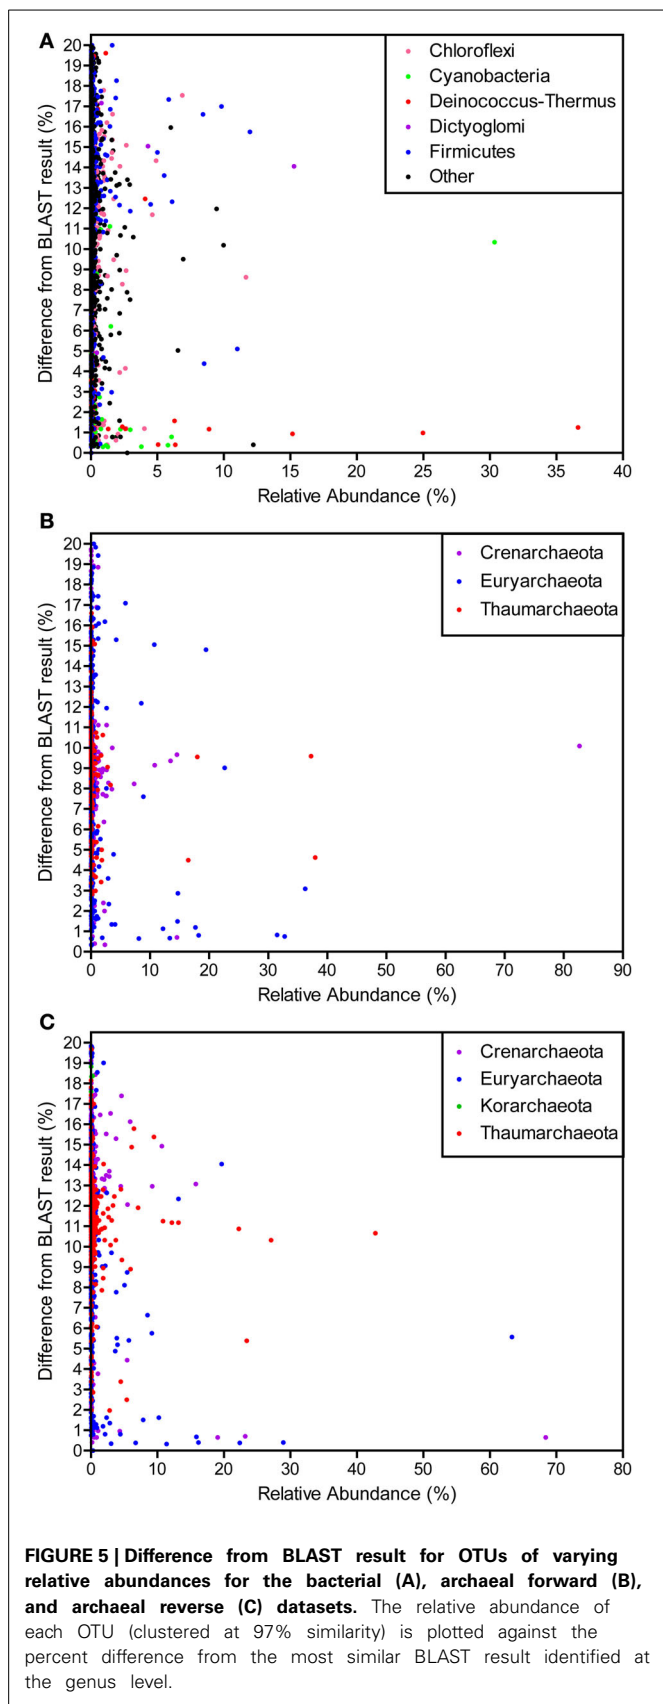 A
Difference from BLAST result (%)
20
19
18
17
16
15
14
13
12
11
10
9
8
7
6
5
4
3
2
1
0
Chloroflexi
Cyanobacteria
Deinococcus-Thermus
Dictyoglomi
Firmicutes
Other
0 5 10 15 20 25 30 35 40
Relative Abundance (%)
B
Difference from BLAST result (%)
20
19
18
17
16
15
14
13
12
11
10
9
8
7
6
5
4
3
2
1
0
Crenarchaeota
Euryarchaeota
Thaumarchaeota
0 10 20 30 40 50 60 70 80 90
Relative Abundance (%)
C
Difference from BLAST result (%)
20
19
18
17
16
15
14
13
12
11
10
9
8
7
6
5
4
3
2
1
0
Crenarchaeota
Euryarchaeota
Korarchaeota
Thaumarchaeota
0 10 20 30 40 50 60 70 80
Relative Abundance (%)
FIGURE 5 | Difference from BLAST result for OTUs of varying
relative abundances for the bacterial (A), archaeal forward (B),
and archaeal reverse (C) datasets. The relative abundance of
each OTU (clustered at 97% similarity) is plotted against the
percent difference from the most similar BLAST result identified at
the genus level.